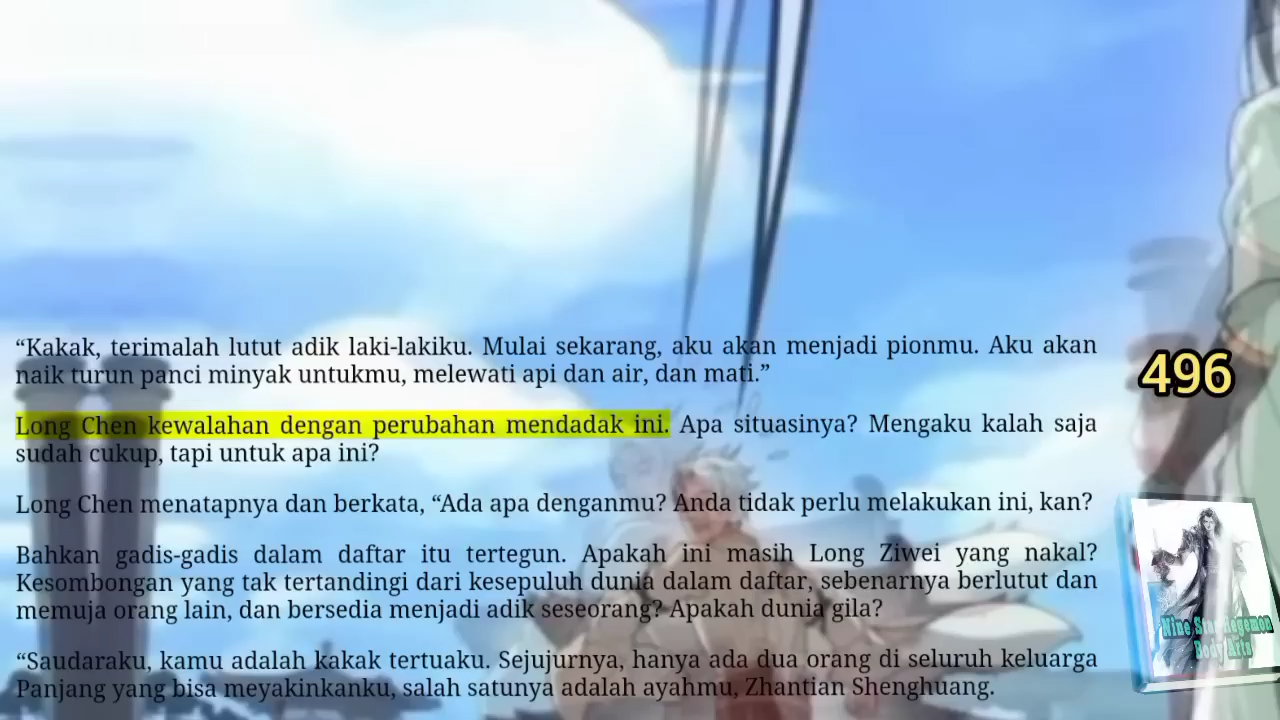 “Kakak, terimalah lutut adik laki-lakiku. Mulai sekarang, aku akan menjadi pionmu. Aku akan
naik turun panci minyak untukmu, melewati api dan air, dan mati.”
Long Chen kewalahan dengan perubahan mendadak ini. Apa situasinya? Mengaku kalah saja
sudah cukup, tapi untuk apa ini?
Long Chen menatapnya dan berkata, “Ada apa denganmu? Anda tidak perlu melakukan ini, kan?
Bahkan gadis-gadis dalam daftar itu tertegun. Apakah ini masih Long Ziwei yang nakal?
Kesombongan yang tak tertandingi dari kesepuluh dunia dalam daftar, sebenarnya berlutut dan
memuja orang lain, dan bersedia menjadi adik seseorang? Apakah dunia gila?
“Saudaraku, kamu adalah kakak tertuaku. Sejujurnya, hanya ada dua orang di seluruh keluarga
Panjang yang bisa meyakinkanku, salah satunya adalah ayahmu, Zhantian Shenghuang.
496
Nine Star Hegemon
Body Arts